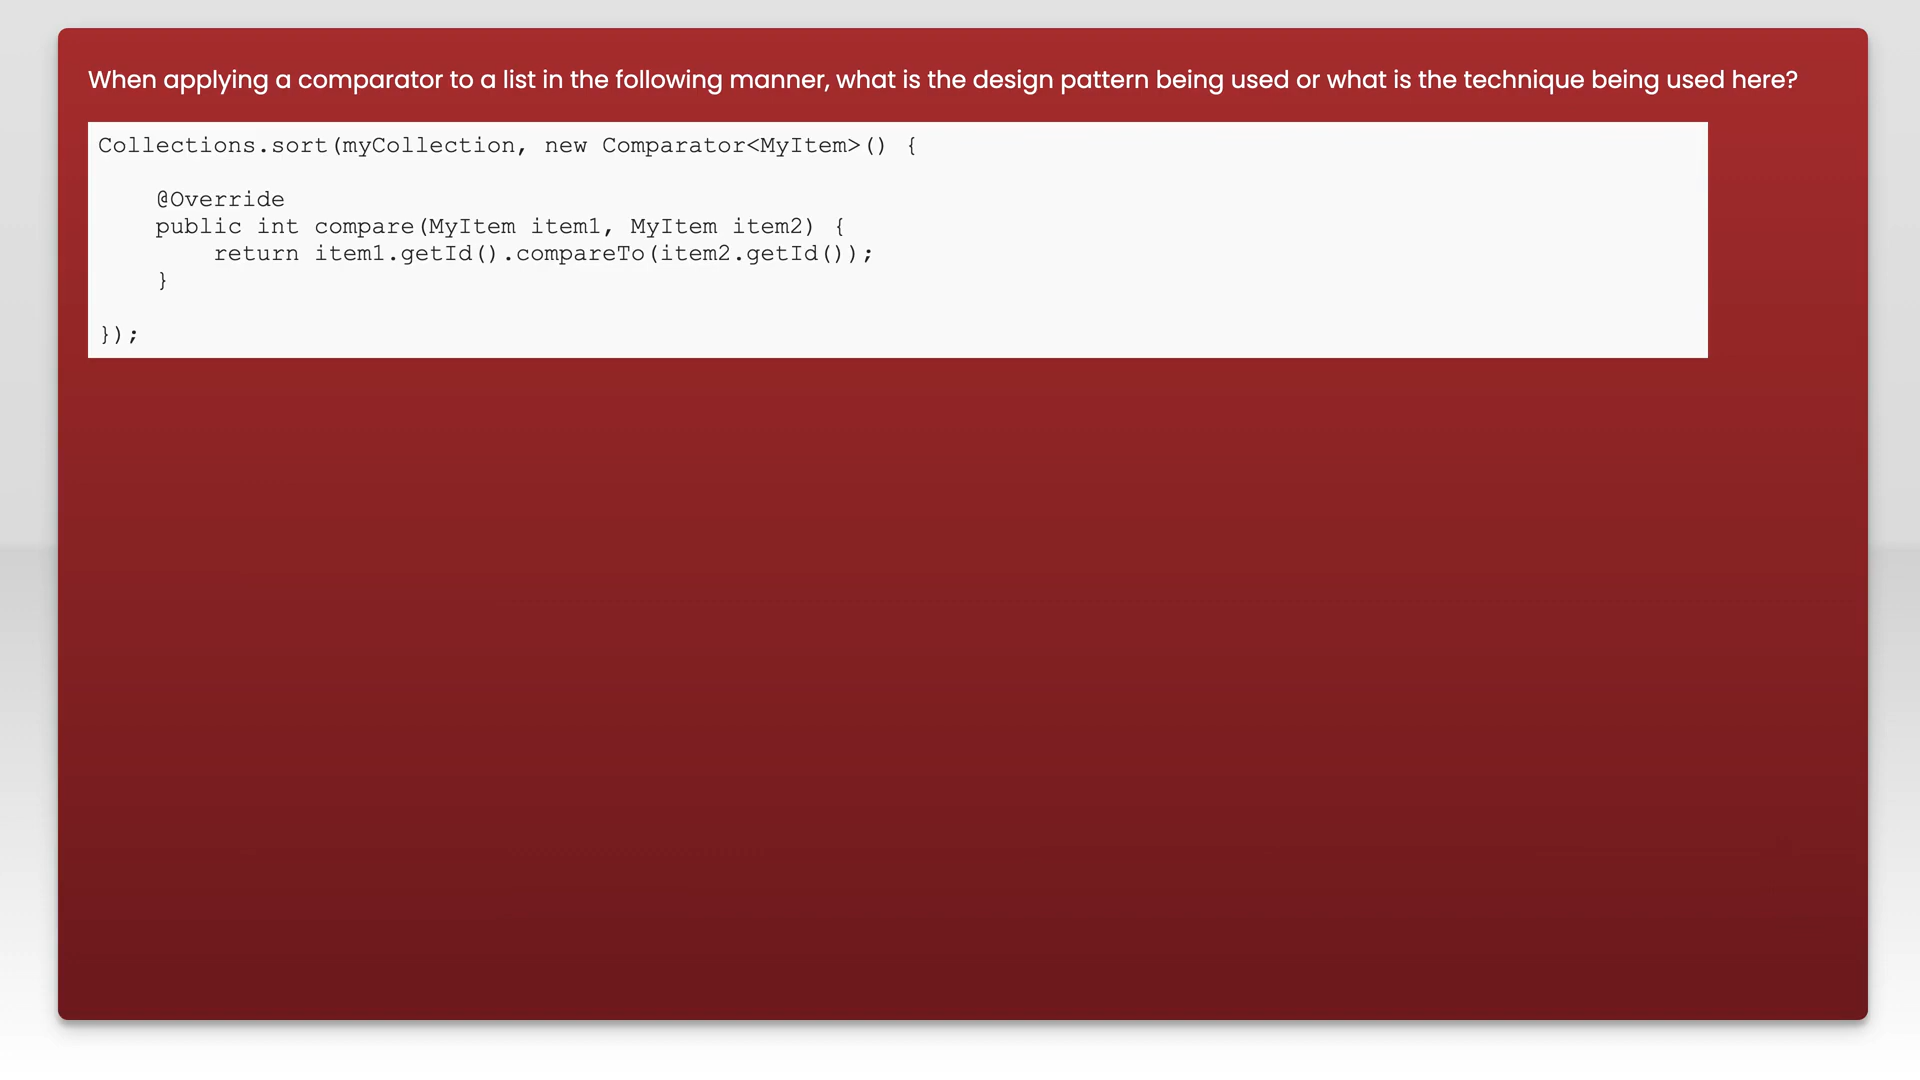 When applying a comparator to a list in the following manner, what is the design pattern being used or what is the technique being used here?
Collections.sort(myCollection, new Comparator<MyItem>() {
@Override
public int compare(MyItem item1, MyItem item2) {
return item1.getId().compareTo(item2.getId());
}
});